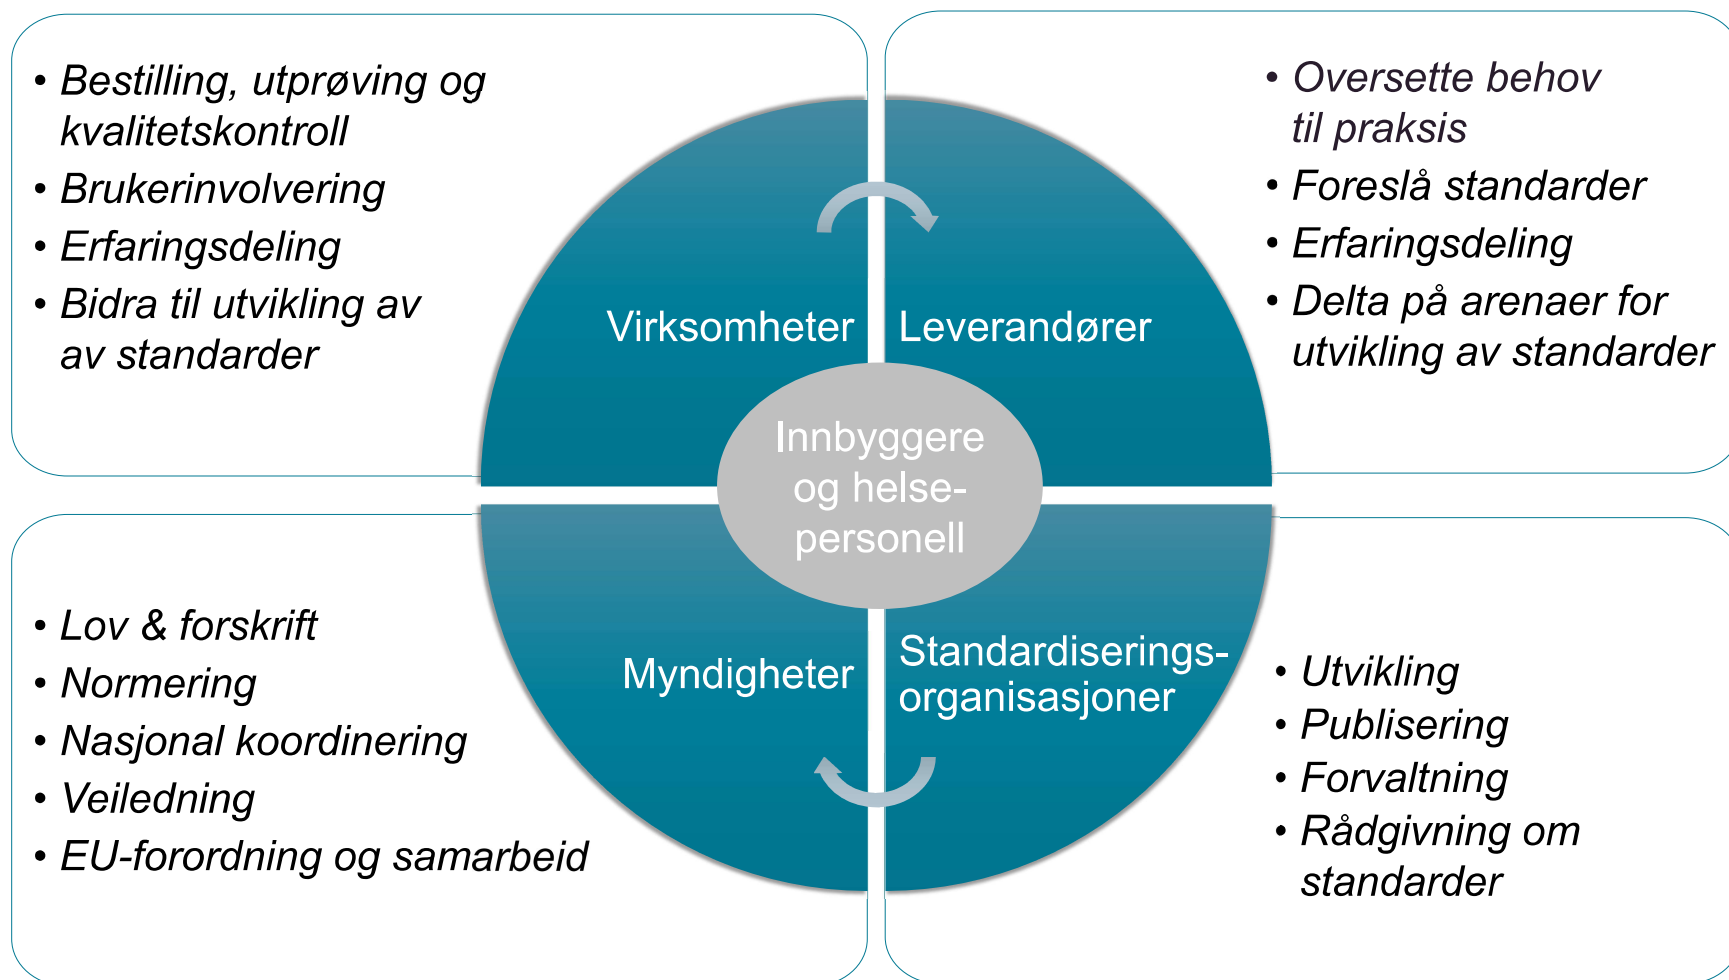 • Bestilling, utprøving og
kvalitetskontroll
• Brukerinvolvering
• Erfaringsdeling
• Bidra til utvikling av
av standarder
• Oversette behov
til praksis
• Foreslå standarder
• Erfaringsdeling
• Delta på arenaer for
utvikling av standarder
Virksomheter
Leverandører
Innbyggere
og helse-
personell
Myndigheter
Standardiserings-
organisasjoner
• Lov & forskrift
• Normering
• Nasjonal koordinering
• Veiledning
• EU-forordning og samarbeid
• Utvikling
• Publisering
• Forvaltning
• Rådgivning om
standarder